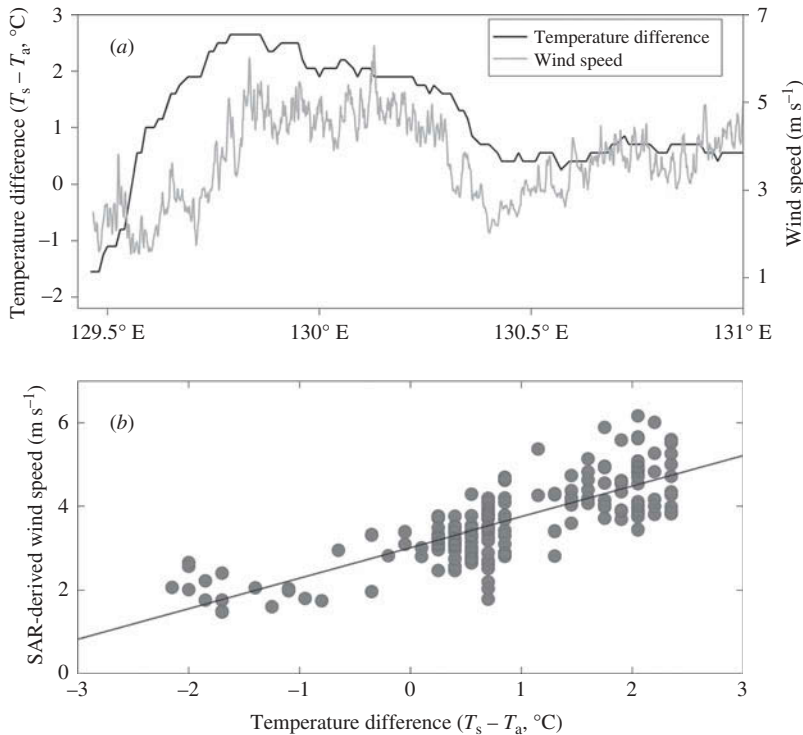 3
2
1
0
−1
−2
Temperature difference (Ts – Ta, °C)
(a)
Temperature difference
Wind speed
7
5
3
1
Wind speed (m s−1)
129.5° E
130° E
130.5° E
131° E
6
4
2
0
SAR-derived wind speed (m s−1)
(b)
−3
−2
−1
0
1
2
3
Temperature difference (Ts – Ta, °C)